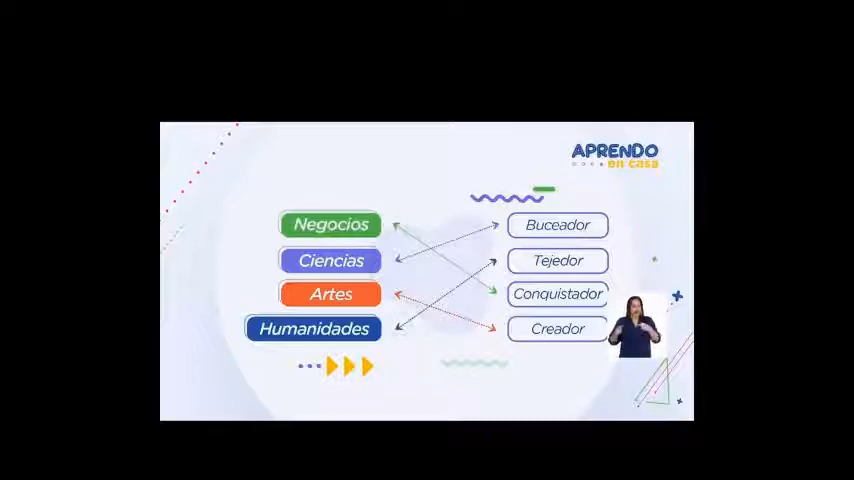 APRENDO
en casa
Negocios
Buceador
Ciencias
Tejedor
Artes
Conquistador
Humanidades
Creador